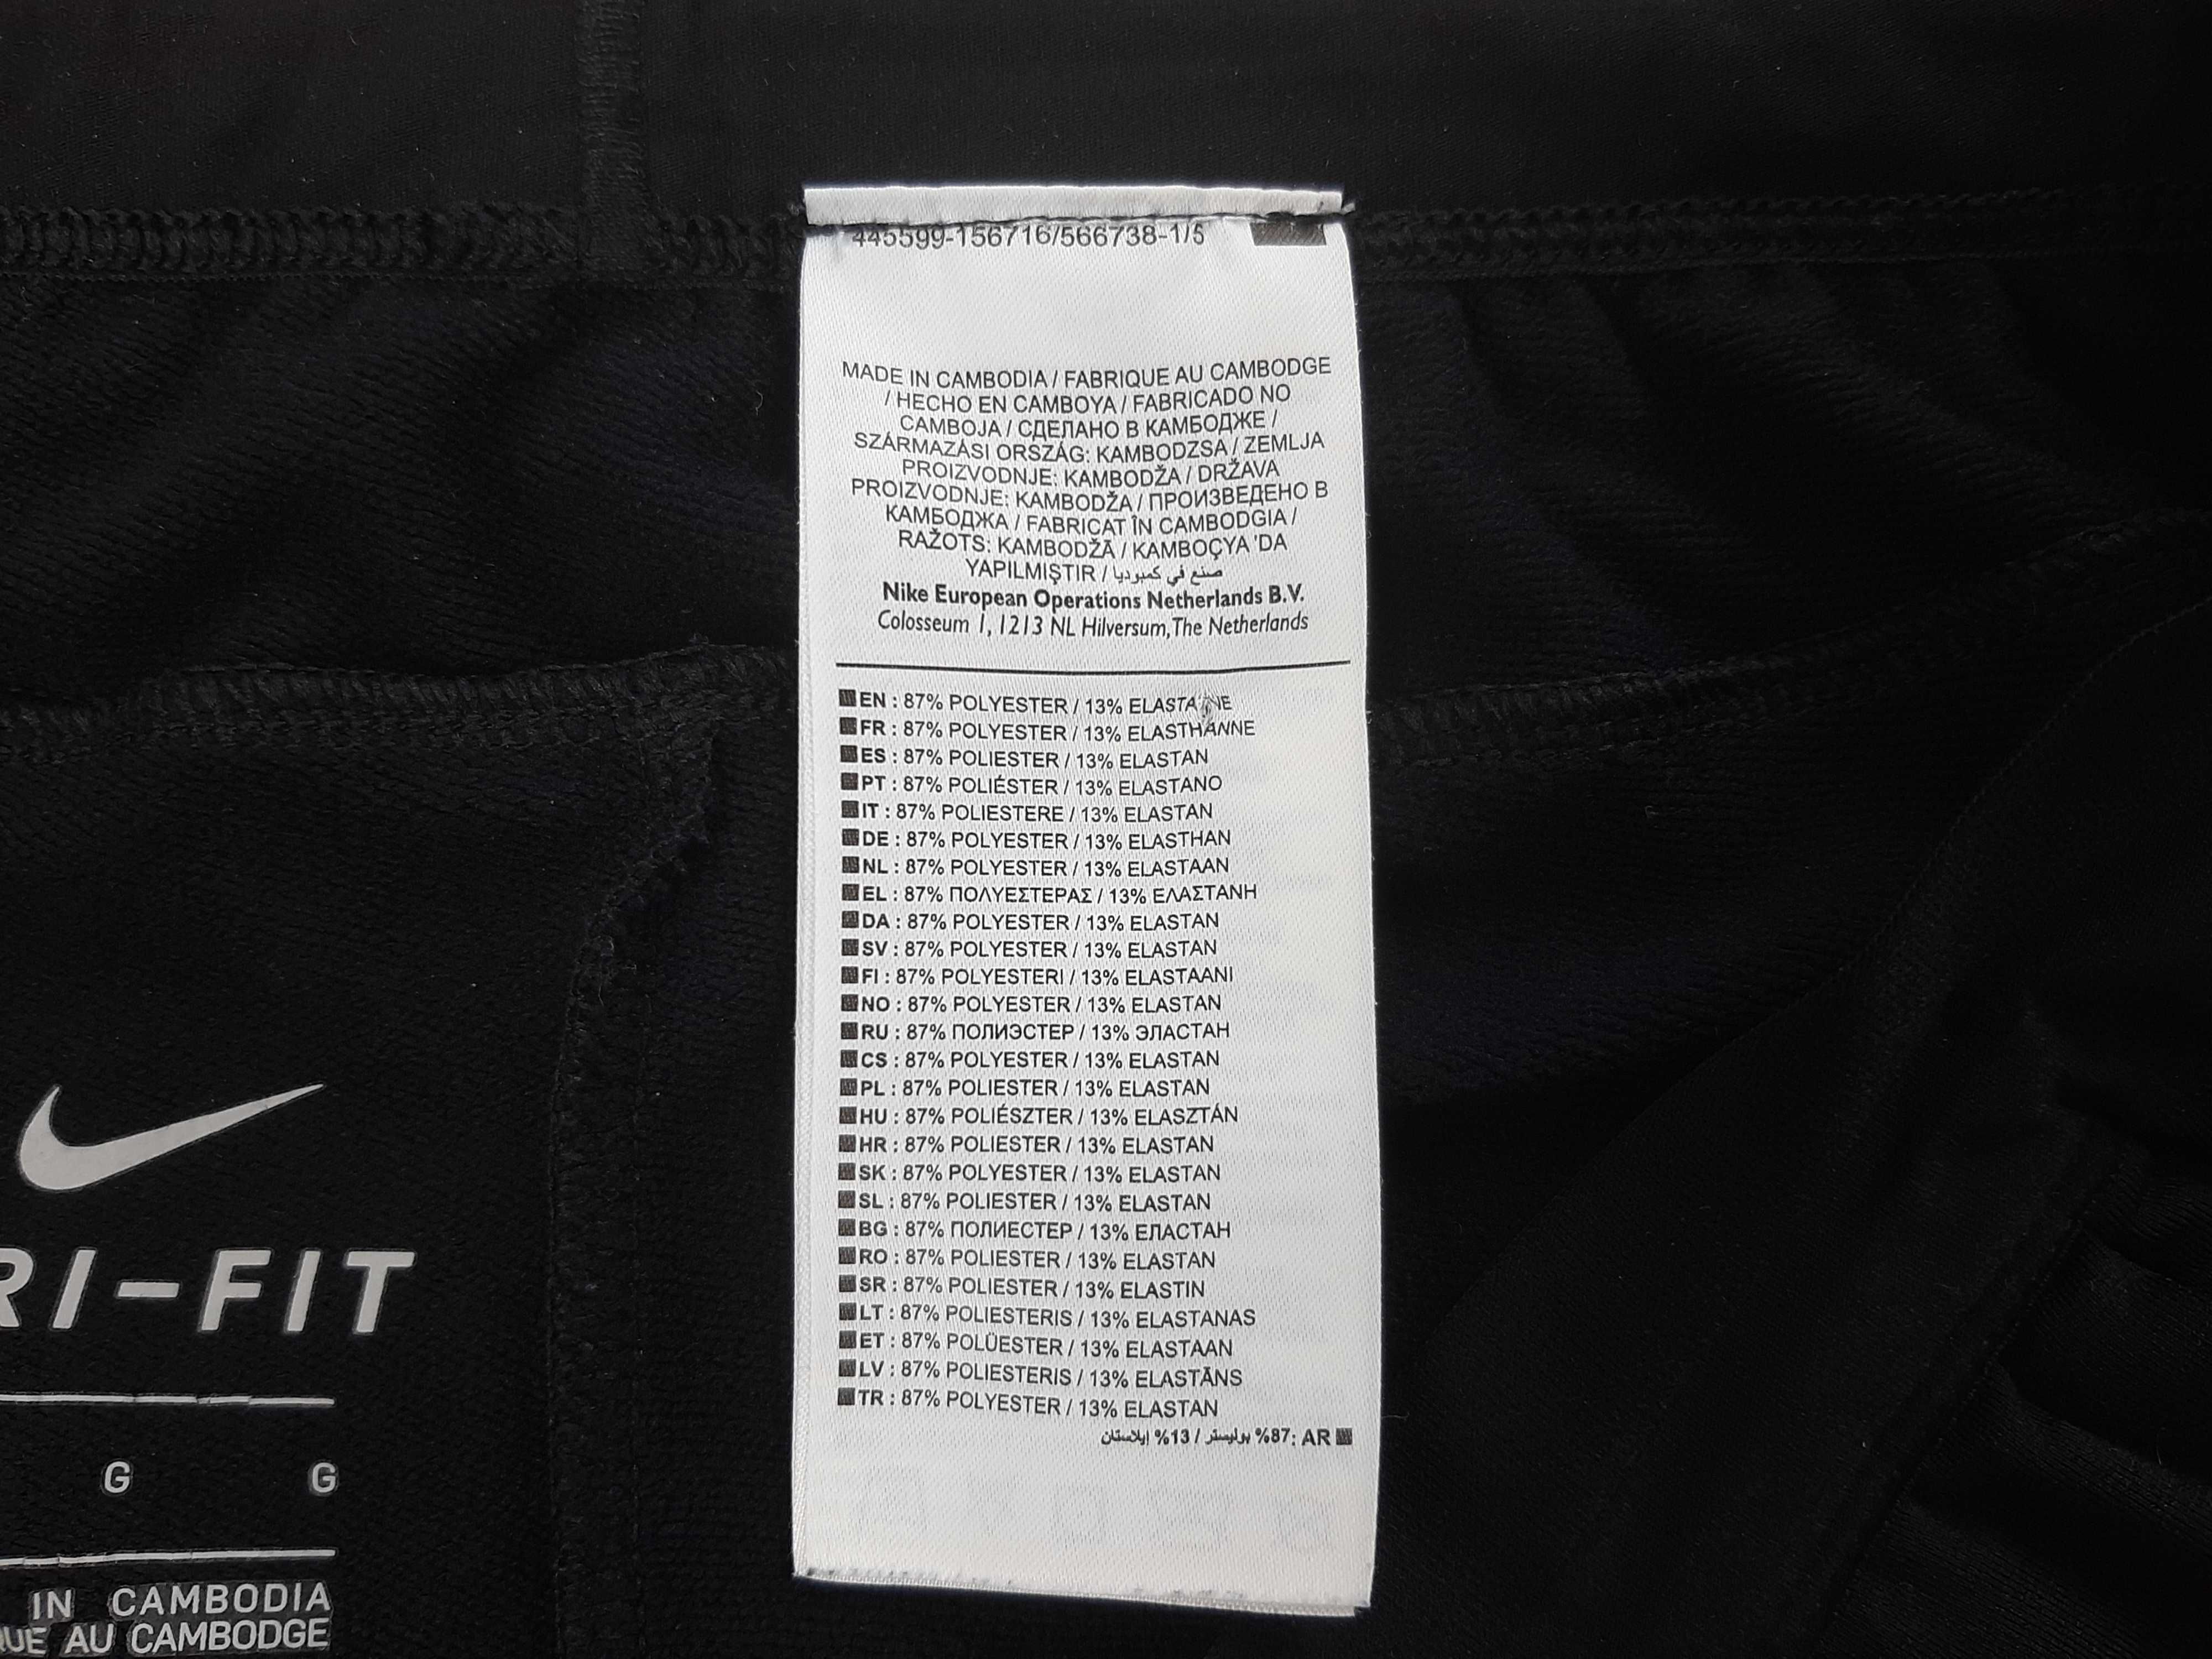 445599-156716/566738-1/5
MADE IN CAMBODIA / FABRIQUE AU CAMBODGE
/ HECHO EN CAMBOYA / FABRICADO NO
CAMBOJA / СДЕЛАНО В КАМБОДЖЕ /
SZÁRMAZÁSI ORSZÁG: KAMBODZSA / ZEMLJA
PROIZVODNJE: KAMBODŽA / DRŽAVA
PROIZVODNJE: KAMBODŽA / ПРОИЗВЕДЕНО В
КАМБОДЖА / FABRICAT ÎN CAMBODGIA /
RAŽOTS: KAMBODŽĀ / KAMBOÇYA 'DA
YAPILMIŞTIR / صنع في كمبوديا
Nike European Operations Netherlands B.V.
Colosseum 1, 1213 NL Hilversum, The Netherlands
EN : 87% POLYESTER / 13% ELASTANE
FR : 87% POLYESTER / 13% ELASTHANNE
ES : 87% POLIESTER / 13% ELASTAN
PT : 87% POLIÉSTER / 13% ELASTANO
IT : 87% POLIESTERE / 13% ELASTAN
DE : 87% POLYESTER / 13% ELASTHAN
NL : 87% POLYESTER / 13% ELASTAAN
EL : 87% ΠΟΛΥΕΣΤΕΡΑΣ / 13% ΕΛΑΣΤΑΝΗ
DA : 87% POLYESTER / 13% ELASTAN
SV : 87% POLYESTER / 13% ELASTAN
FI : 87% POLYESTERI / 13% ELASTAANI
NO : 87% POLYESTER / 13% ELASTAN
RU : 87% ПОЛИЭСТЕР / 13% ЭЛАСТАН
CS : 87% POLYESTER / 13% ELASTAN
PL : 87% POLIESTER / 13% ELASTAN
HU : 87% POLIÉSZTER / 13% ELASZTÁN
HR : 87% POLIESTER / 13% ELASTAN
SK : 87% POLYESTER / 13% ELASTAN
SL : 87% POLIESTER / 13% ELASTAN
BG : 87% ПОЛИЕСТЕР / 13% ЕЛАСТАН
RO : 87% POLIESTER / 13% ELASTAN
SR : 87% POLIESTER / 13% ELASTIN
LT : 87% POLIESTERIS / 13% ELASTANAS
ET : 87% POLÜESTER / 13% ELASTAAN
LV : 87% POLIESTERIS / 13% ELASTĀNS
TR : 87% POLYESTER / 13% ELASTAN
AR :87% بوليستر / 13% إيلاستان
RI-FIT
G G
IN CAMBODIA
QUE AU CAMBODGE